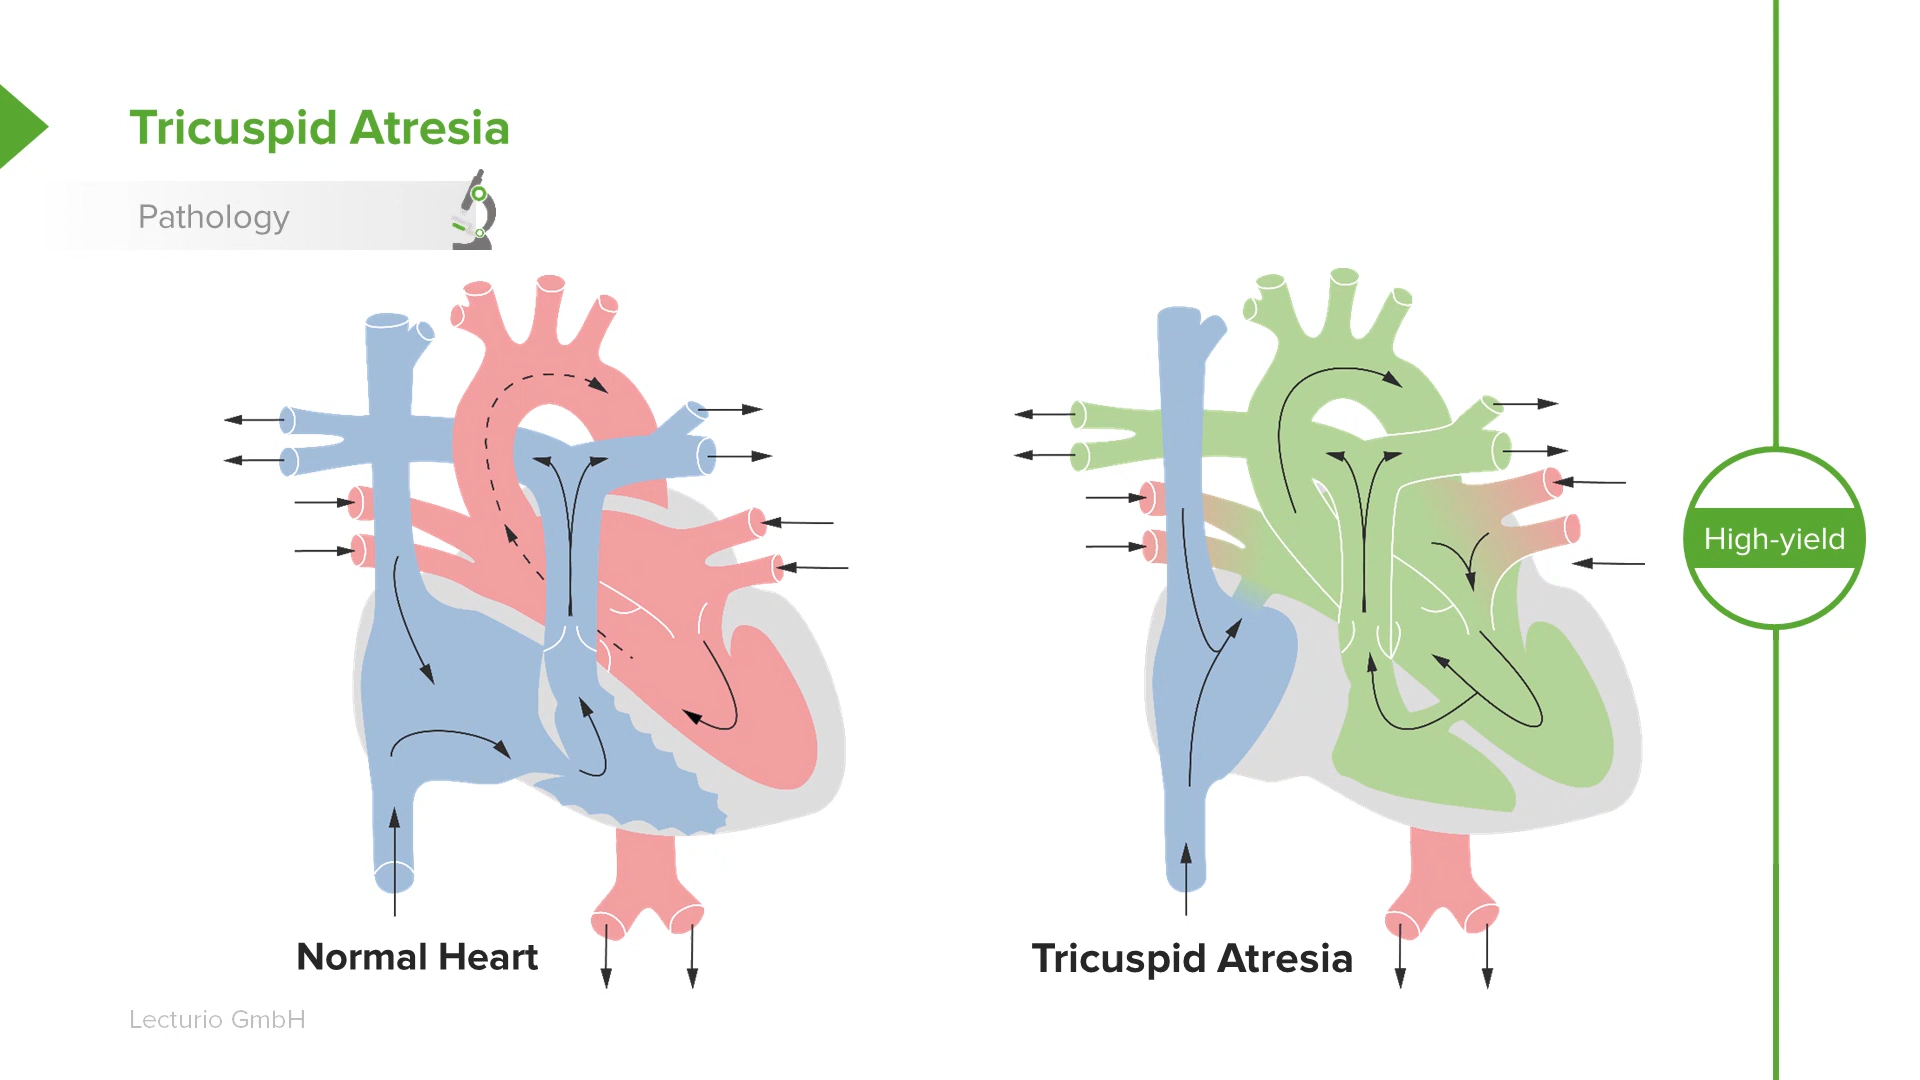 Tricuspid Atresia
Pathology
High-yield
Normal Heart
Tricuspid Atresia
Lecturio GmbH